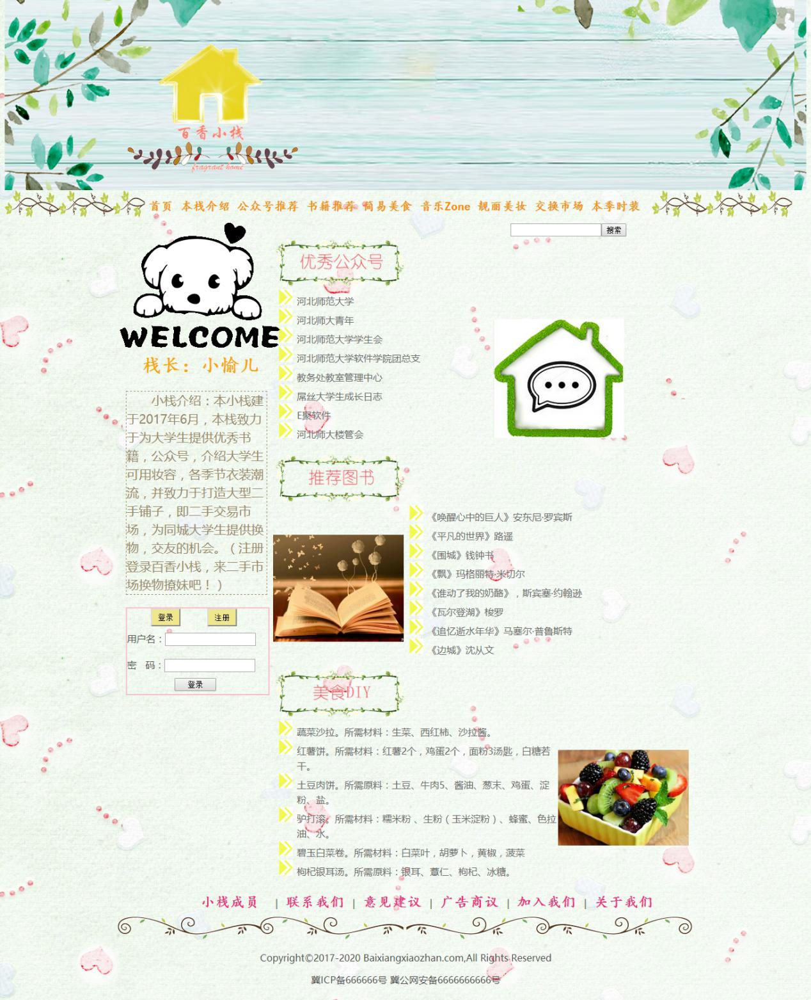 百香小栈
fragrant home
首页 本栈介绍 公众号推荐 书籍推荐 简易美食 音乐Zone 靓丽美妆 交换市场 本季时装
搜索
WELCOME
栈长：小愉儿
小栈介绍：本小栈建
于2017年6月，本栈致力
于为大学生提供优秀书
籍，公众号，介绍大学生
可用妆容，各季节衣装潮
流，并致力于打造大型二
手铺子，即二手交易市
场，为同城大学生提供换
物，交友的机会。（注册
登录百香小栈，来二手市
场换物撩妹吧！）
登录 注册
用户名：
密 码：
登录
优秀公众号
河北师范大学
河北师大青年
河北师范大学学生会
河北师范大学软件学院团总支
教务处教室管理中心
屌丝大学生成长日志
E聚软件
河北师大楼管会
推荐图书
《唤醒心中的巨人》安东尼·罗宾斯
《平凡的世界》路遥
《围城》钱钟书
《飘》玛格丽特·米切尔
《谁动了我的奶酪》，斯宾塞·约翰逊
《瓦尔登湖》梭罗
《追忆逝水年华》马塞尔·普鲁斯特
《边城》沈从文
美食DIY
蔬菜沙拉。所需材料：生菜、西红柿、沙拉酱。
红薯饼。所需材料：红薯2个，鸡蛋2个，面粉3汤匙，白糖若
干。
土豆肉饼。所需原料：土豆、牛肉5、酱油、葱末、鸡蛋、淀
粉、盐。
驴打滚。所需材料：糯米粉 、生粉（玉米淀粉）、蜂蜜、色拉
油、水。
碧玉白菜卷。所需材料：白菜叶，胡萝卜，黄椒，菠菜
枸杞银耳汤。所需原料：银耳、薏仁、枸杞、冰糖。
小栈成员 | 联系我们 | 意见建议 | 广告商议 | 加入我们 | 关于我们
Copyright©2017-2020 Baixiangxiaozhan.com,All Rights Reserved
冀ICP备666666号 冀公网安备6666666666号